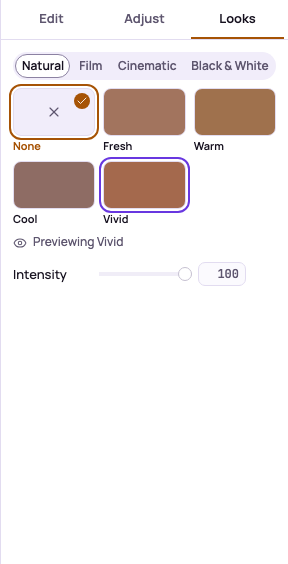 Edit Adjust Looks
Natural Film Cinematic Black & White
None Fresh Warm
Cool Vivid
Previewing Vivid
Intensity 100